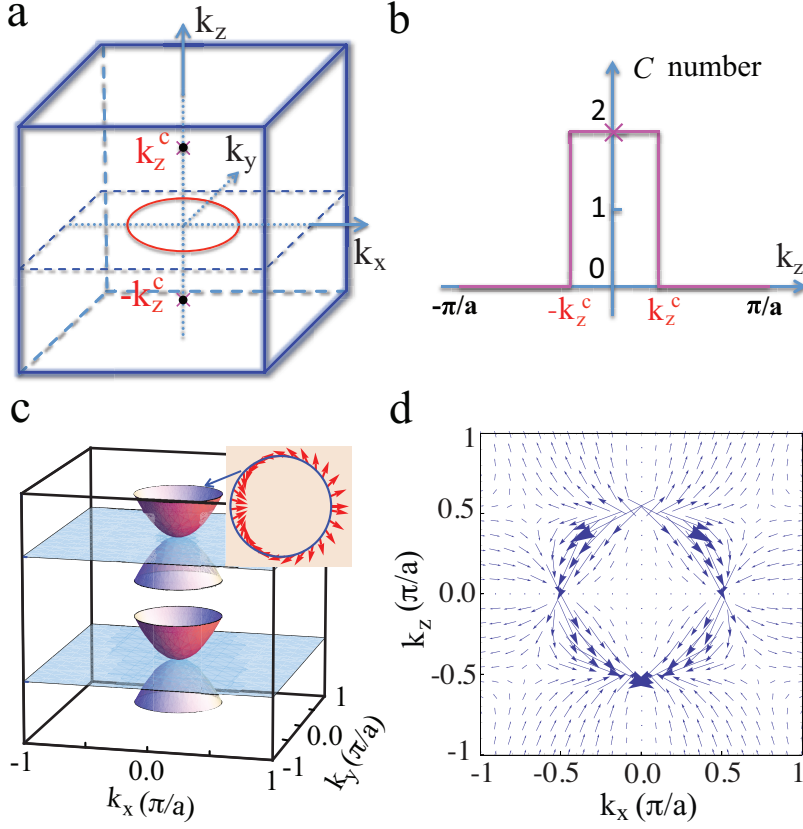 a
k_z
k_z^c
k_y
k_x
-k_z^c
b
C number
2
1
0
k_z
-π/a
-k_z^c
k_z^c
π/a
c
-1
0.0
1
k_x (π/a)
-1
0.0
1
k_y (π/a)
d
1
0.5
0.0
-0.5
-1
k_z (π/a)
-1
-0.5
0.0
0.5
1
k_x (π/a)